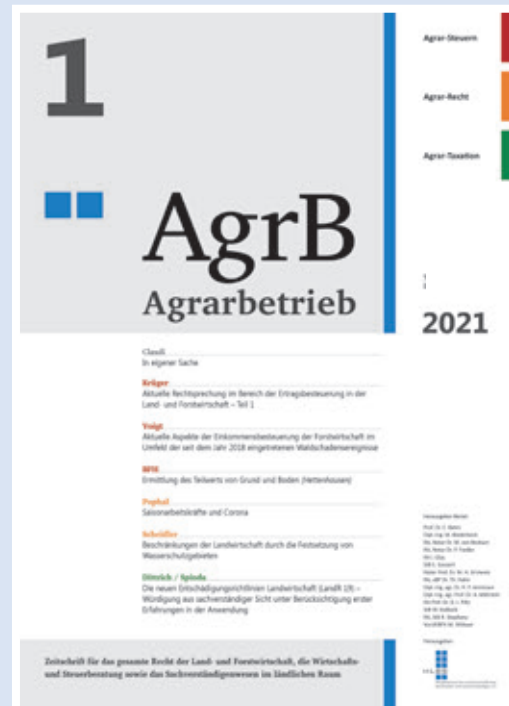 1
AgrB
Agrarbetrieb
Agrar-Steuern
Agrar-Recht
Agrar-Taxation
2021
Claußi
In eigener Sache
Krüger
Aktuelle Rechtsprechung im Bereich der Ertragsbesteuerung in der
Land- und Forstwirtschaft – Teil 1
Voigt
Aktuelle Aspekte der Einkommensbesteuerung der Forstwirtschaft im
Umfeld der seit dem Jahr 2018 eingetretenen Waldschadensereignisse
BFH
Ermittlung des Teilwerts von Grund und Boden (Hettenhausen)
Pophal
Saisonarbeitskräfte und Corona
Beschränkungen der Landwirtschaft durch die Festsetzung von
Wasserschutzgebieten
Dittrich / Spinda
Die neuen Entschädigungsrichtlinien Landwirtschaft (LandR 19) –
Würdigung aus sachverständiger Sicht unter Berücksichtigung erster
Erfahrungen in der Anwendung
Zeitschrift für das gesamte Recht der Land- und Forstwirtschaft, die Wirtschafts-
und Steuerberatung sowie das Sachverständigenwesen im ländlichen Raum